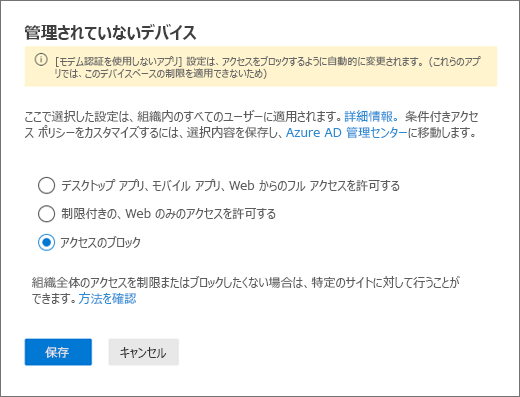 管理されていないデバイス
[モデム認証を使用しないアプリ] 設定は、アクセスをブロックするように自動的に変更されます。(これらのアプ
リでは、このデバイスベースの制限を適用できないため)
ここで選択した設定は、組織内のすべてのユーザーに適用されます。詳細情報。条件付きアクセ
ス ポリシーをカスタマイズするには、選択内容を保存し、Azure AD 管理センターに移動します。
デスクトップ アプリ、モバイル アプリ、Web からのフル アクセスを許可する
制限付きの、Web のみのアクセスを許可する
アクセスのブロック
組織全体のアクセスを制限またはブロックしたくない場合は、特定のサイトに対して行うことが
できます。方法を確認
保存
キャンセル